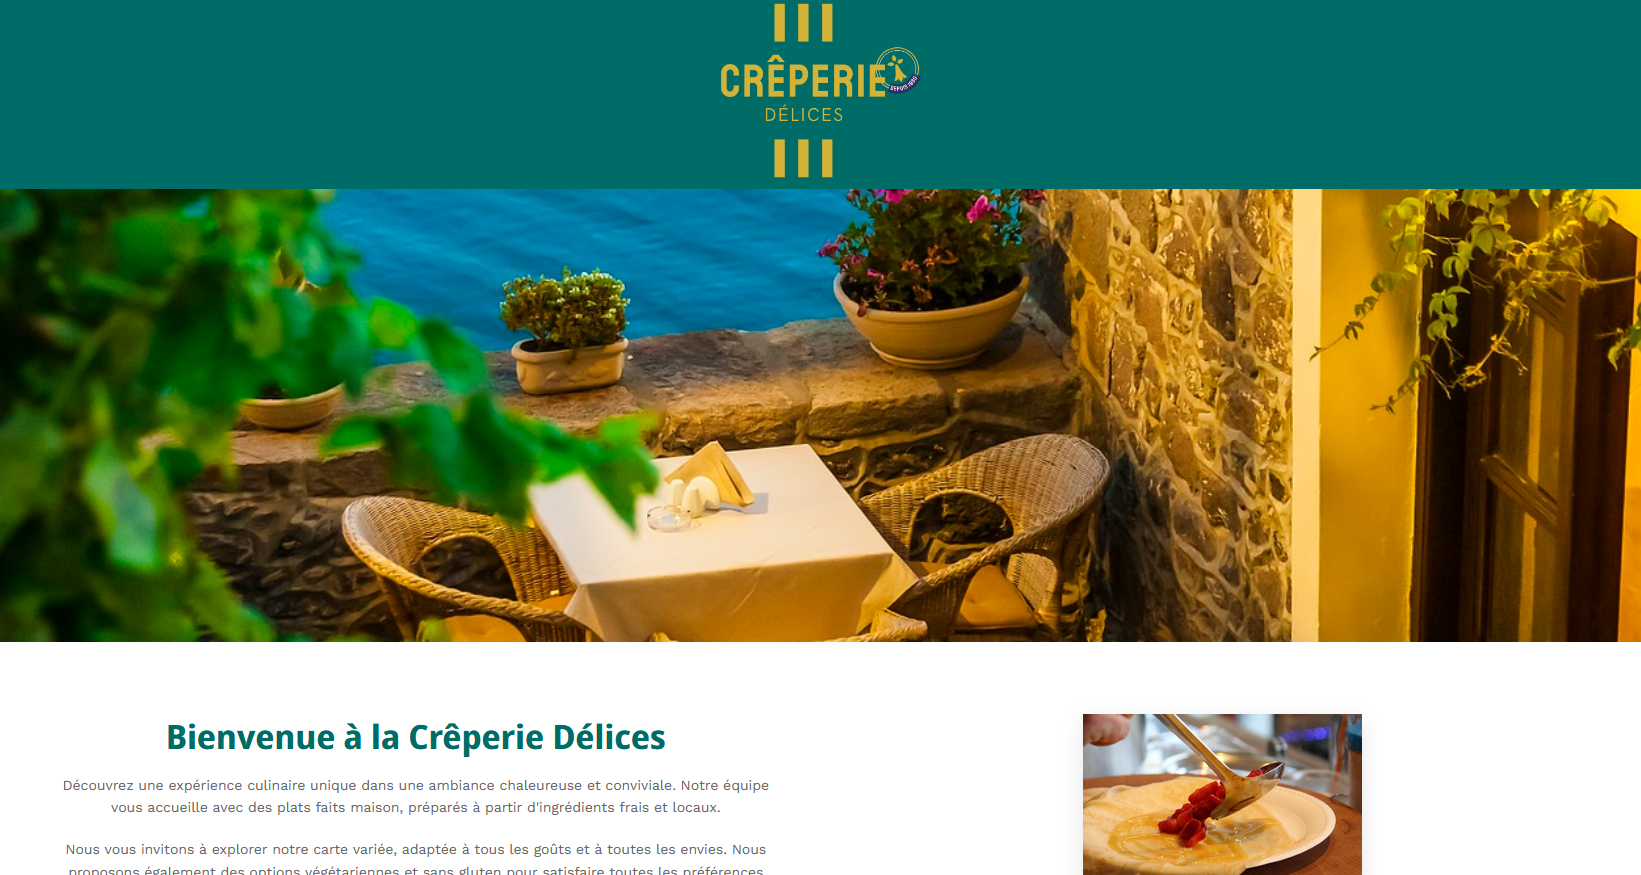 CRÊPERIE
DEPUIS 1990
DÉLICES
Bienvenue à la Crêperie Délices
Découvrez une expérience culinaire unique dans une ambiance chaleureuse et conviviale. Notre équipe
vous accueille avec des plats faits maison, préparés à partir d'ingrédients frais et locaux.
Nous vous invitons à explorer notre carte variée, adaptée à tous les goûts et à toutes les envies. Nous
proposons également des options végétariennes et sans gluten pour satisfaire toutes les préférences